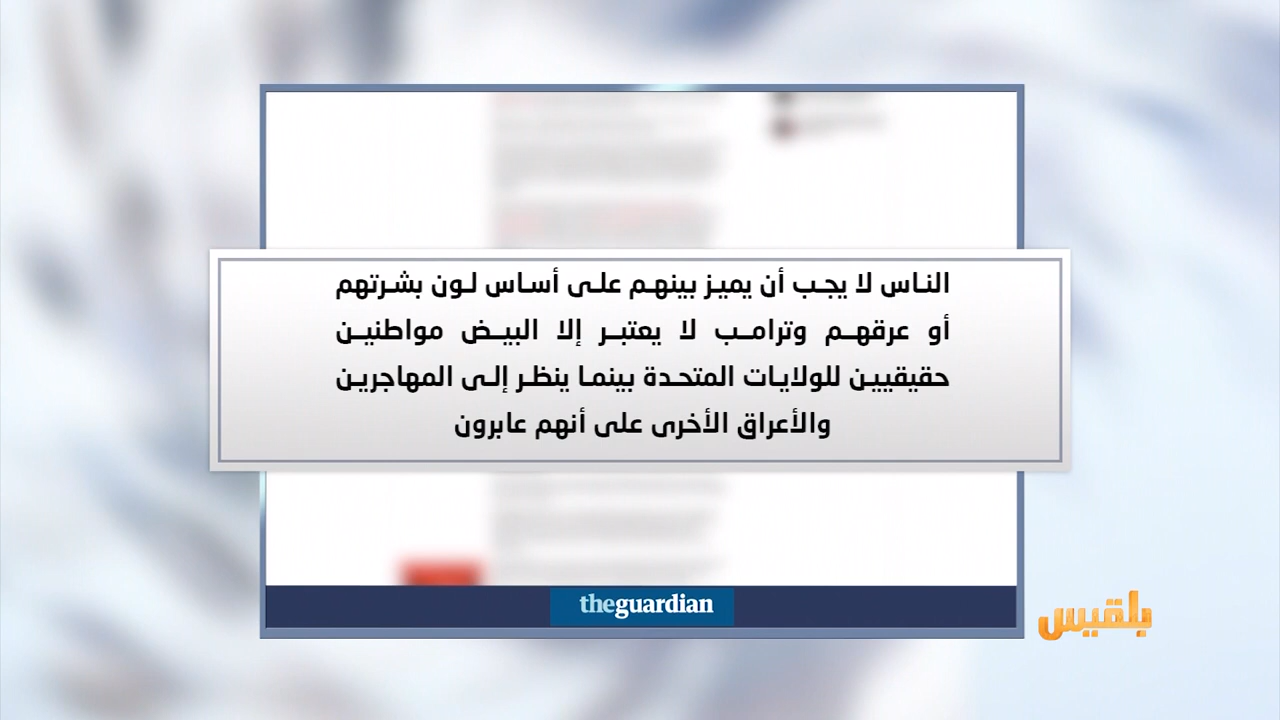 الناس لا يجب أن يميز بينهم على أساس لون بشرتهم
أو عرقهم وترامب لا يعتبر إلا البيض مواطنين
حقيقيين للولايات المتحدة بينما ينظر إلى المهاجرين
والأعراق الأخرى على أنهم عابرون
theguardian
بلقيس